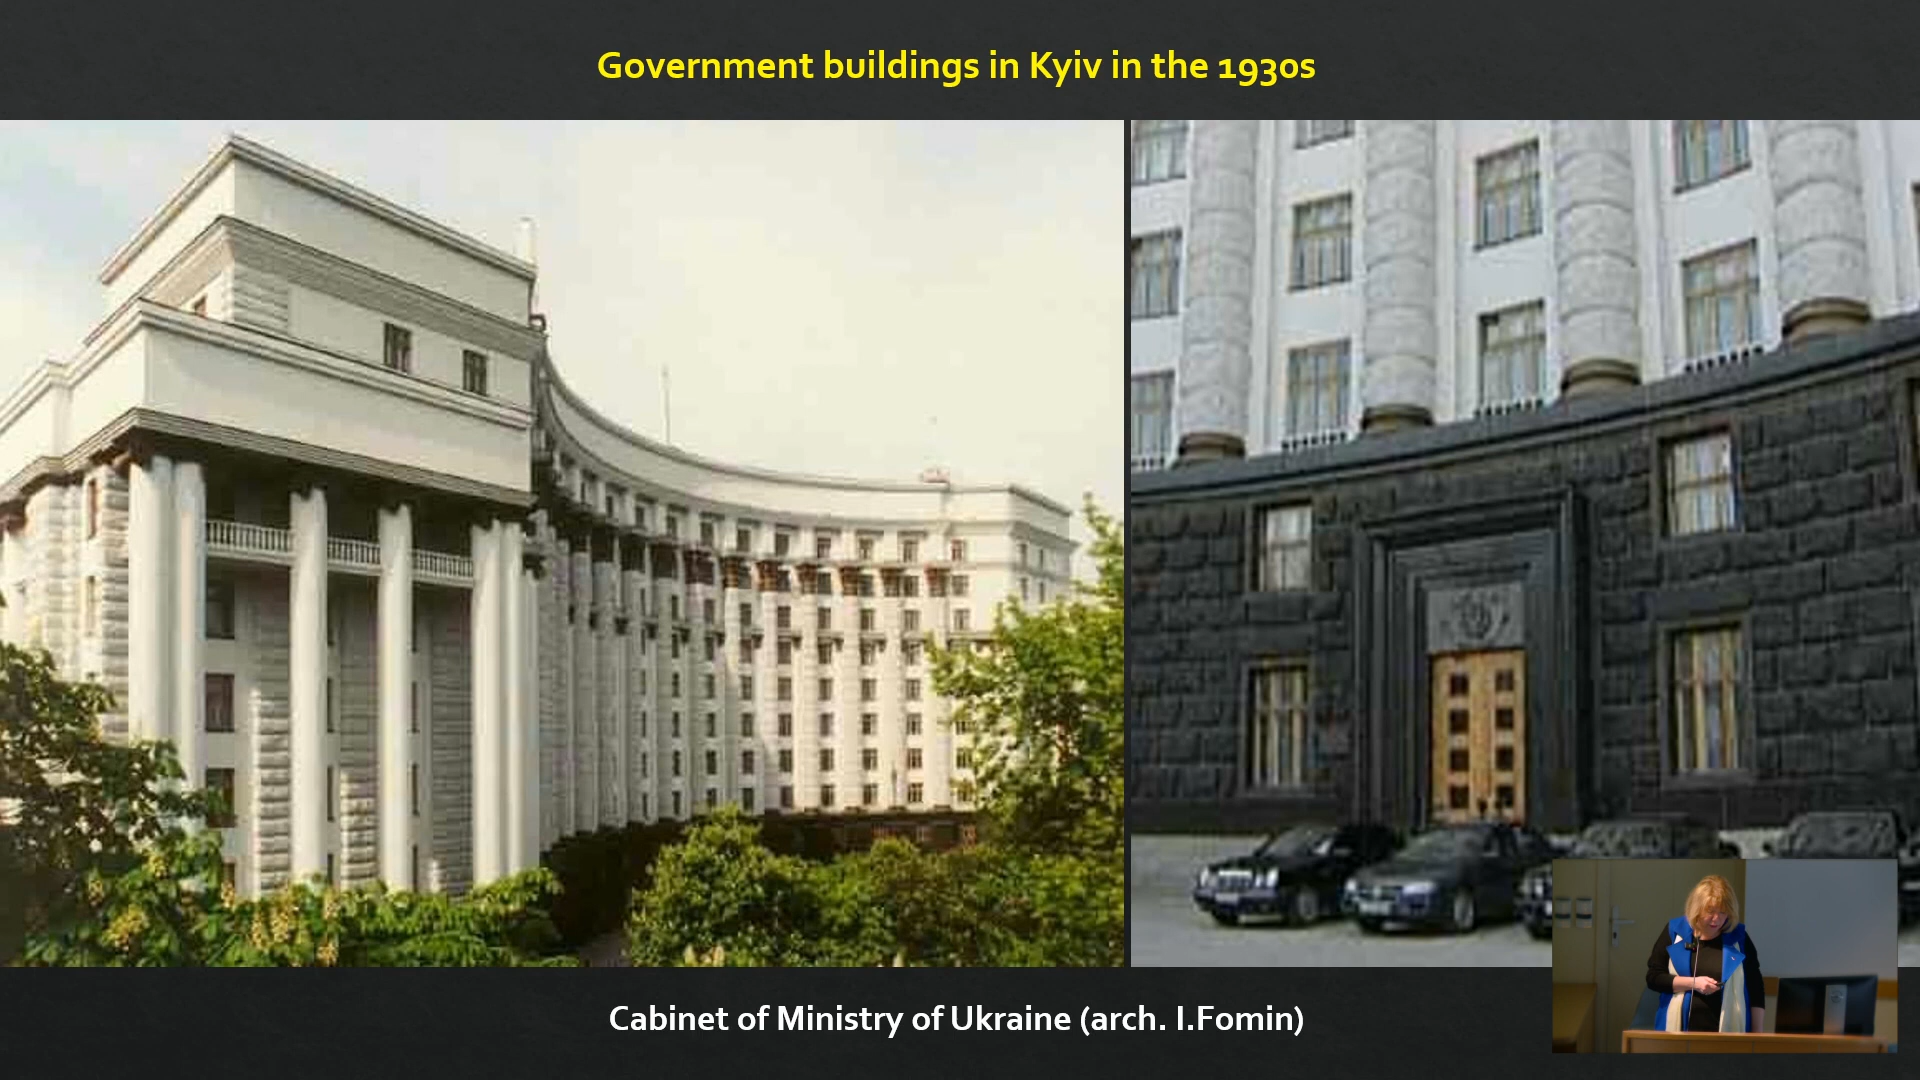 Government buildings in Kyiv in the 1930s
Cabinet of Ministry of Ukraine (arch. I.Fomin)